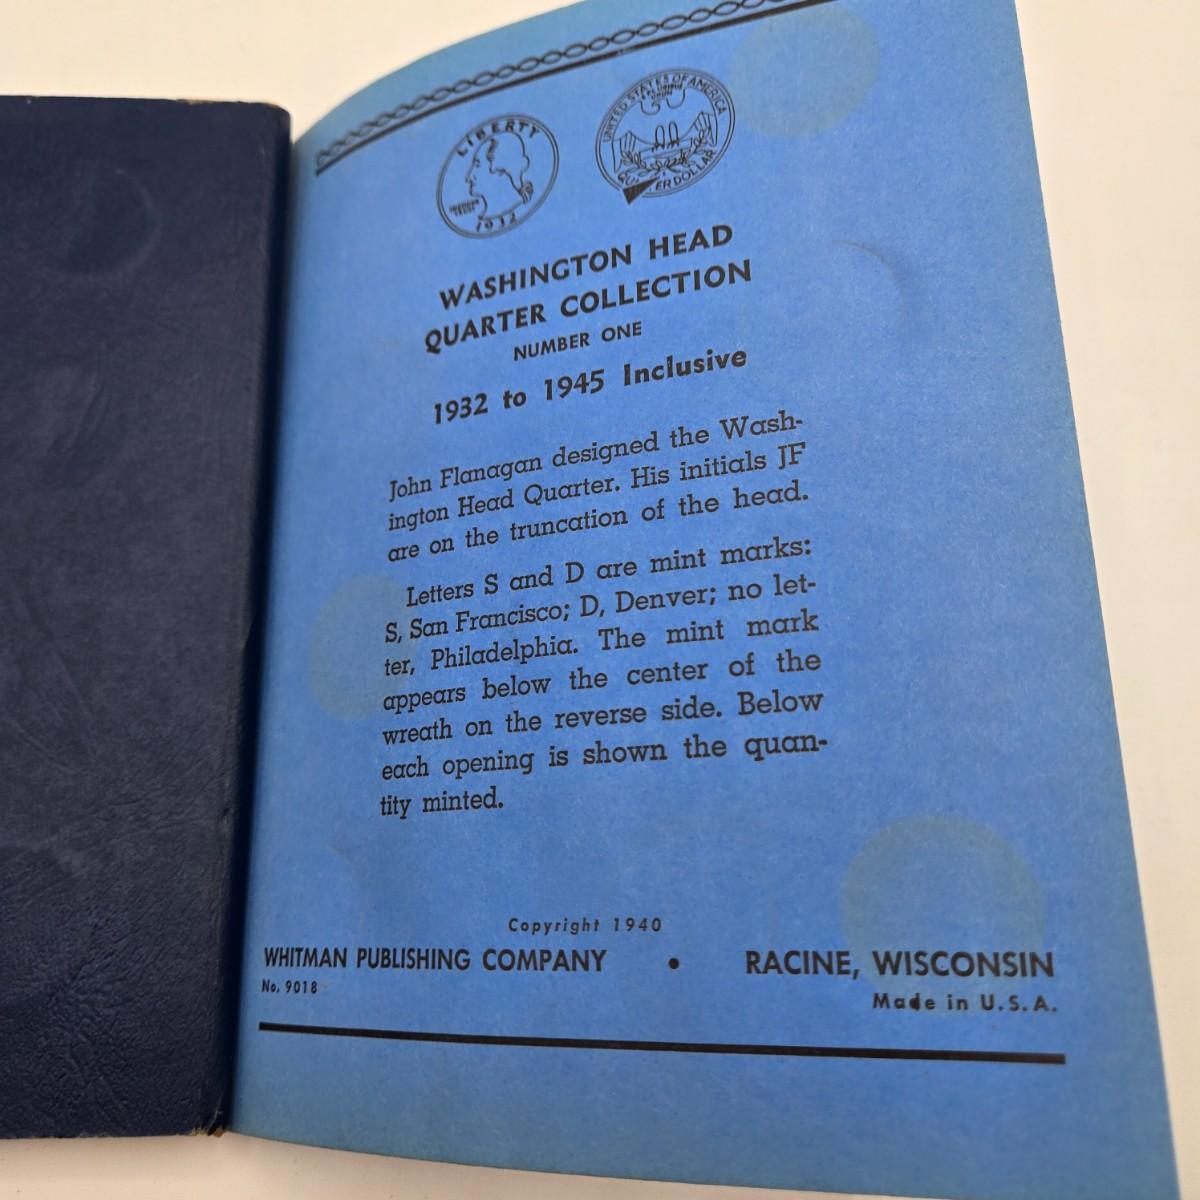 LIBERTY
1932
UNITED STATES OF AMERICA
WASHINGTON HEAD
QUARTER COLLECTION
NUMBER ONE
1932 to 1945 Inclusive
John Flanagan designed the Wash-
ington Head Quarter. His initials JF
are on the truncation of the head.
Letters S and D are mint marks:
S, San Francisco; D, Denver; no let-
ter, Philadelphia. The mint mark
appears below the center of the
wreath on the reverse side. Below
each opening is shown the quan-
tity minted.
Copyright 1940
WHITMAN PUBLISHING COMPANY • RACINE, WISCONSIN
No. 9018
Made in U.S.A.